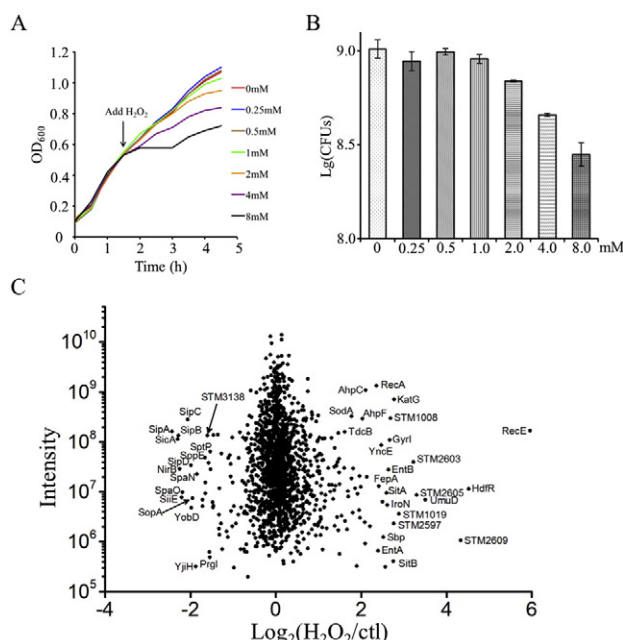 A
OD600
1.2
1.0
0.8
0.6
0.4
0.2
0
Add H2O2
0 1 2 3 4 5
Time (h)
0mM
0.25mM
0.5mM
1mM
2mM
4mM
8mM
B
Lg(CFUs)
9.0
8.5
8.0
0 0.25 0.5 1.0 2.0 4.0 8.0 mM
C
Intensity
10^10
10^9
10^8
10^7
10^6
10^5
-4 -2 0 2 4 6
Log2(H2O2/ctl)
STM3138
SipC
SipA
SipB
SicA
SptP
SopE
SipD
NirB
SpaN
SpaO
SiiE
SopA
YobD
YjiH
PrgI
AhpC
RecA
KatG
SodA
AhpF
STM1008
TdcB
GyrI
RecE
YncE
STM2603
EntB
FepA
SitA
HdfR
STM2605
UmuD
IroN
STM1019
STM2597
Sbp
STM2609
EntA
SitB